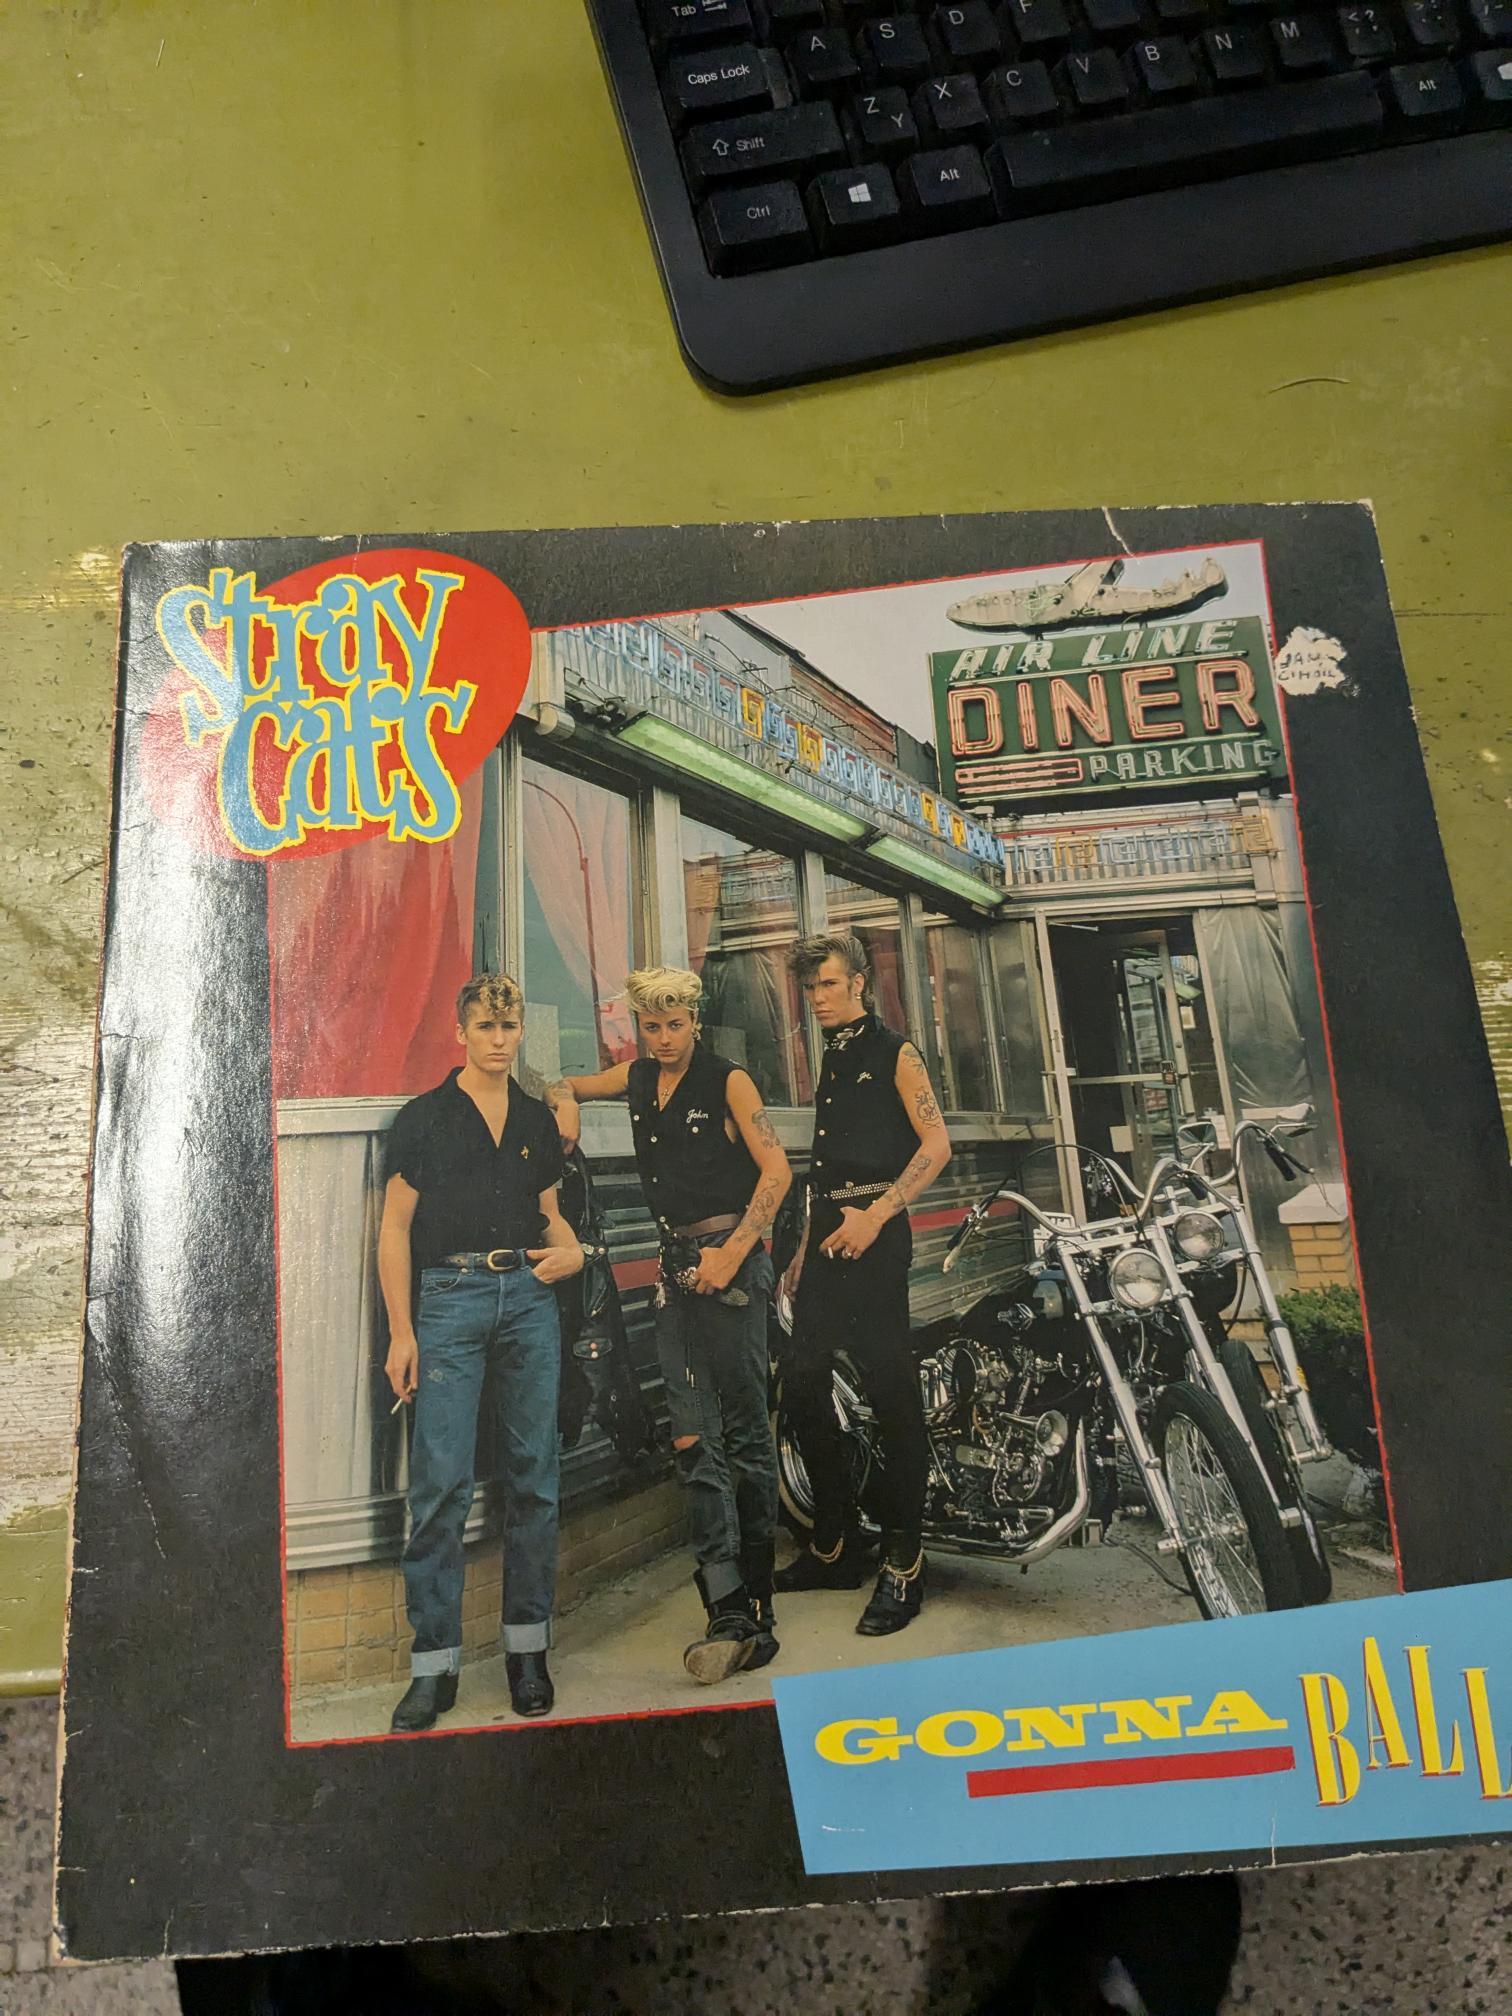 Tab
A S D F
Caps Lock
Z Y X C V B N M < ?
Shift
Alt
Ctrl Alt
Stray
Cats
AIR LINE
DINER
PARKING
John
GONNA BALL